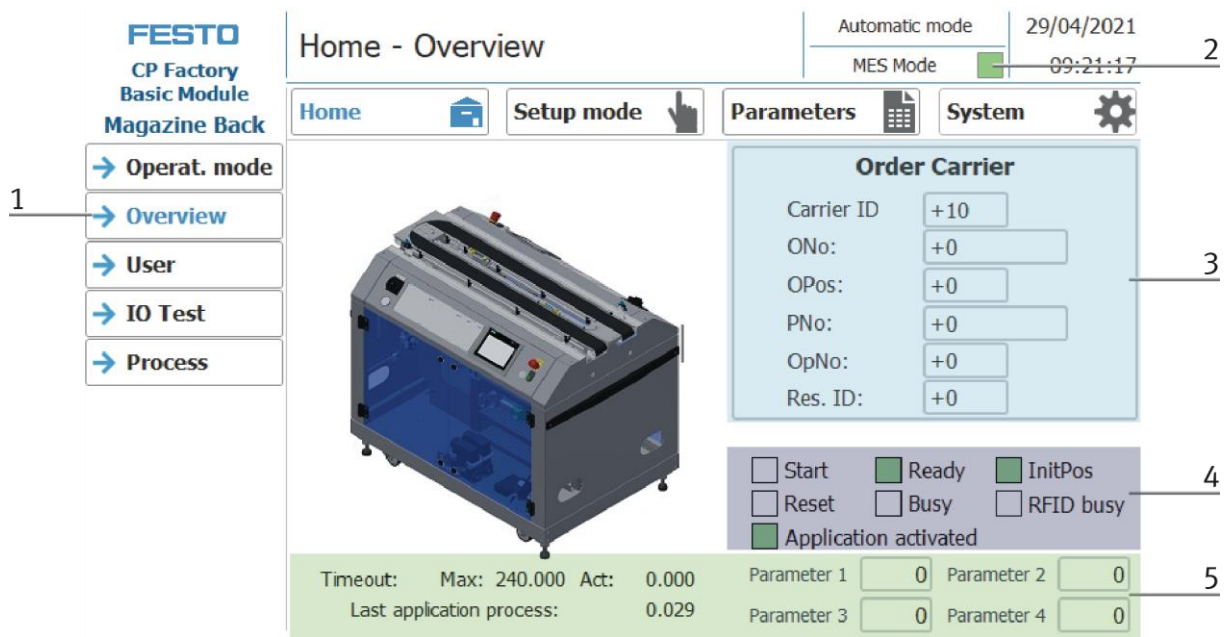 FESTO
CP Factory
Basic Module
Magazine Back
Home - Overview
Automatic mode
MES Mode
29/04/2021
09:21:17
Home
Setup mode
Parameters
System
Operat. mode
Overview
User
IO Test
Process
Order Carrier
Carrier ID +10
ONo: +0
OPos: +0
PNo: +0
OpNo: +0
Res. ID: +0
Start Ready InitPos
Reset Busy RFID busy
Application activated
Timeout: Max: 240.000 Act: 0.000
Last application process: 0.029
Parameter 1 0 Parameter 2 0
Parameter 3 0 Parameter 4 0
1
2
3
4
5